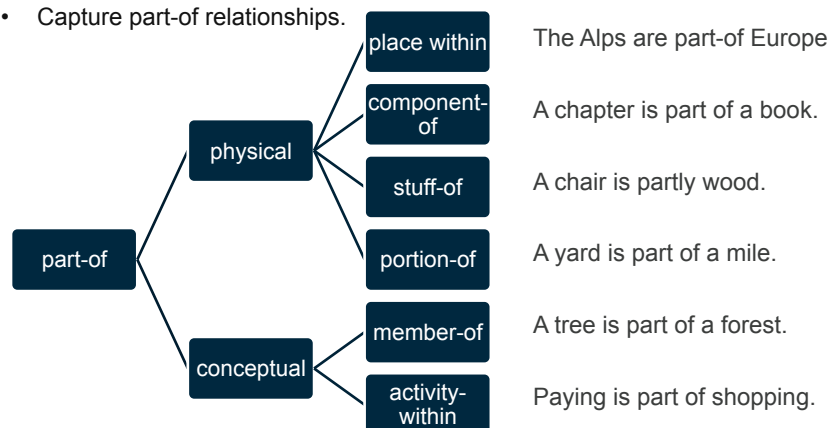 • Capture part-of relationships.
place within
The Alps are part-of Europe
component-
of
A chapter is part of a book.
physical
stuff-of
A chair is partly wood.
part-of
portion-of
A yard is part of a mile.
member-of
A tree is part of a forest.
conceptual
activity-
within
Paying is part of shopping.